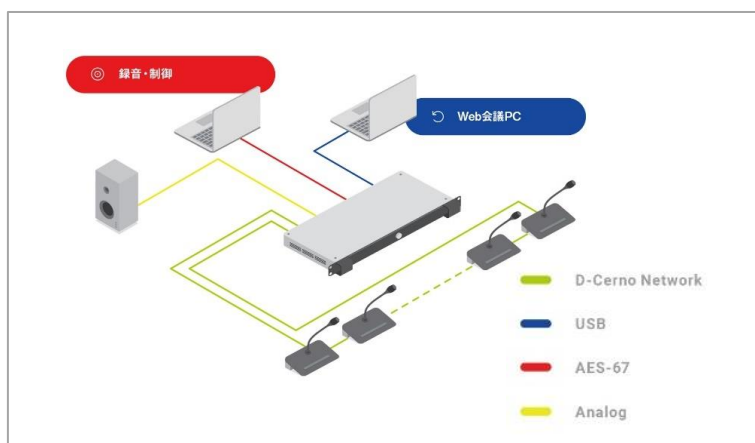 録音・制御
Web会議PC
D-Cerno Network
USB
AES-67
Analog